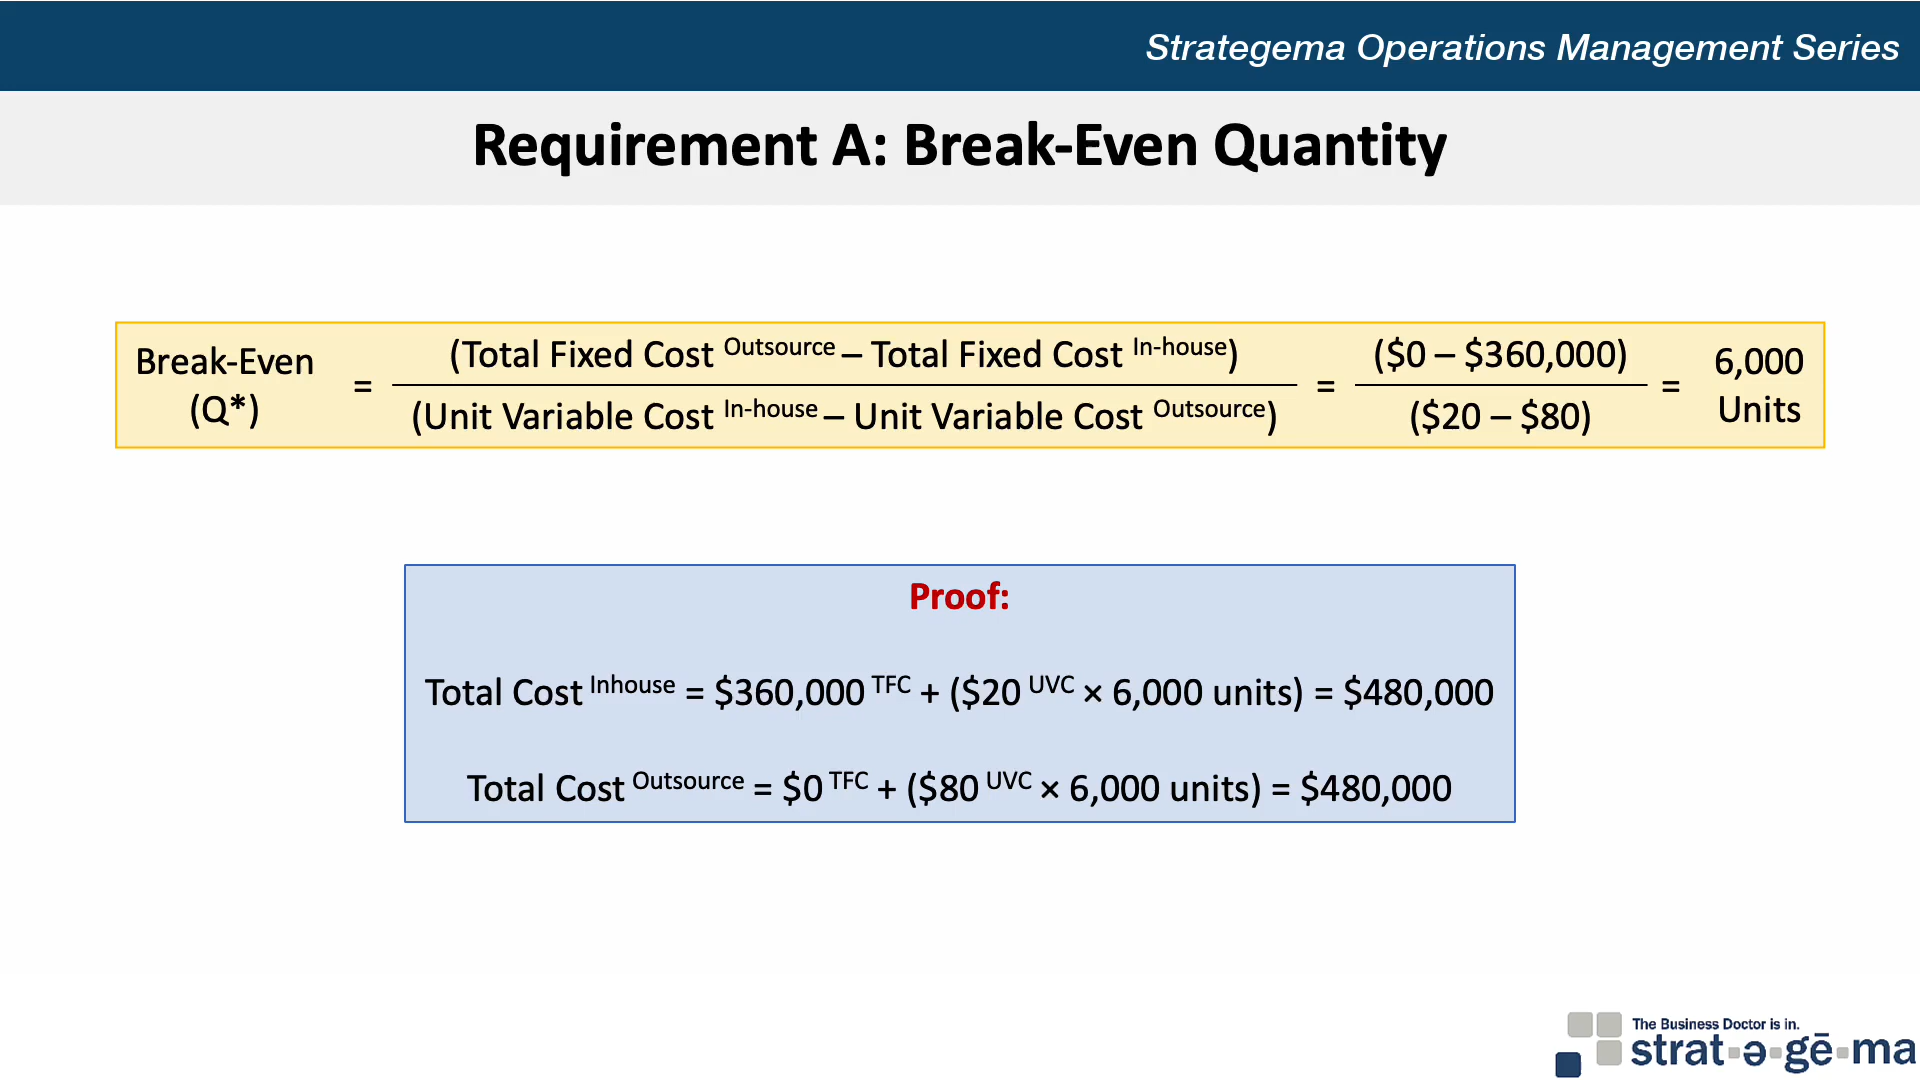 Strategema Operations Management Series
Requirement A: Break-Even Quantity
Break-Even (Q*) = (Total Fixed Cost Outsource – Total Fixed Cost In-house) / (Unit Variable Cost In-house – Unit Variable Cost Outsource) = ($0 – $360,000) / ($20 – $80) = 6,000 Units
Proof:
Total Cost Inhouse = $360,000 TFC + ($20 UVC × 6,000 units) = $480,000
Total Cost Outsource = $0 TFC + ($80 UVC × 6,000 units) = $480,000
The Business Doctor is in.
strat▪ə▪gē▪ma